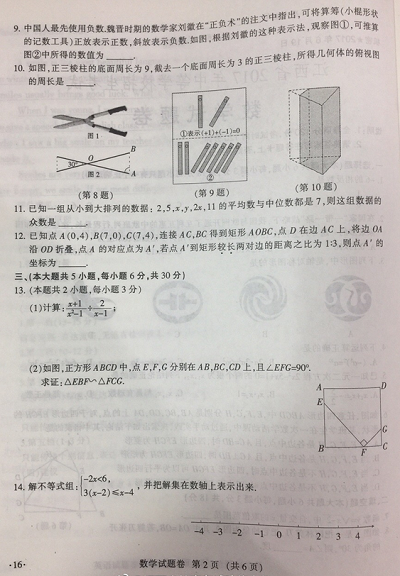 9. 中国人最先使用负数,魏晋时期的数学家刘徽在“正负术”的注文中指出,可将算筹(小棍形状
的记数工具)正放表示正数,斜放表示负数.如图,根据刘徽的这种表示法,观察图①,可推算
图②中所得的数值为
10. 如图,正三棱柱的底面周长为9,截去一个底面周长为3的正三棱柱,所得几何体的俯视图
的周长是
图1
30°
O
B
A
图2
(第8题)
①表示(+1)+(-1)=0
②
(第9题)
(第10题)
11. 已知一组从小到大排列的数据: 2,5,x,y,2x,11的平均数与中位数都是7,则这组数据的
众数是
12. 已知点A(0,4),B(7,0),C(7,4),连接AC,BC得到矩形AOBC,点D在边AC上,将边OA
沿OD折叠,点A的对应点为A′,若点A′到矩形较长两对边的距离之比为1:3,则点A′的
坐标为
三、(本大题共5小题,每小题6分,共30分)
13. (本题共2小题,每小题3分)
(1)计算: (x+1)/(x²-1) ÷ 2/(x-1);
(2)如图,正方形ABCD中,点E,F,G分别在AB,BC,CD上,且∠EFG=90°.
求证:△EBF∽△FCG.
A
D
E
G
B
F
C
14. 解不等式组: { -2x<6, 3(x-2)≤x-4, 并把解集在数轴上表示出来.
-4 -3 -2 -1 0 1 2 3 4
·16·
数学试题卷 第2页 (共6页)